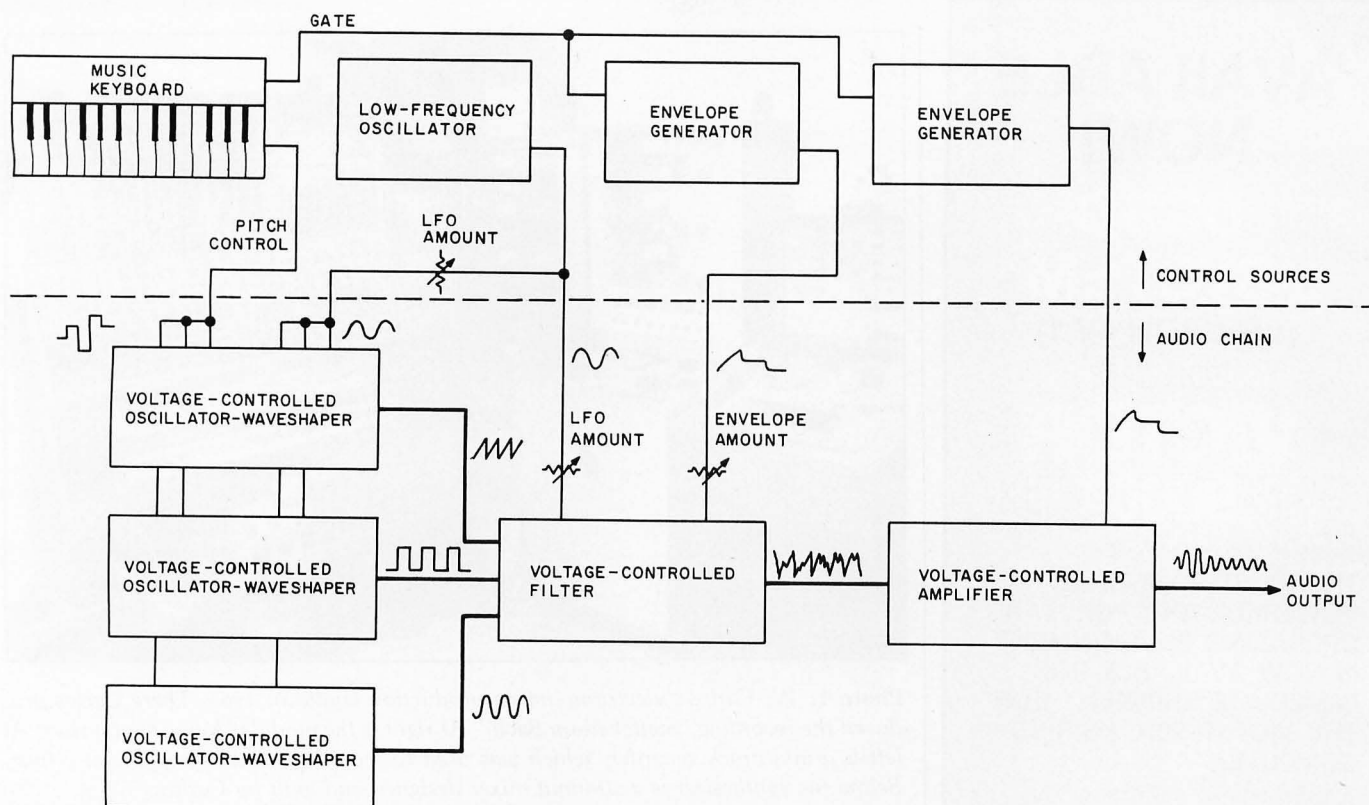 GATE
MUSIC
KEYBOARD
LOW-FREQUENCY
OSCILLATOR
ENVELOPE
GENERATOR
ENVELOPE
GENERATOR
PITCH
CONTROL
LFO
AMOUNT
CONTROL SOURCES
AUDIO CHAIN
VOLTAGE-CONTROLLED
OSCILLATOR-WAVESHAPER
LFO
AMOUNT
ENVELOPE
AMOUNT
VOLTAGE-CONTROLLED
OSCILLATOR-WAVESHAPER
VOLTAGE-CONTROLLED
FILTER
VOLTAGE-CONTROLLED
AMPLIFIER
AUDIO
OUTPUT
VOLTAGE-CONTROLLED
OSCILLATOR-WAVESHAPER